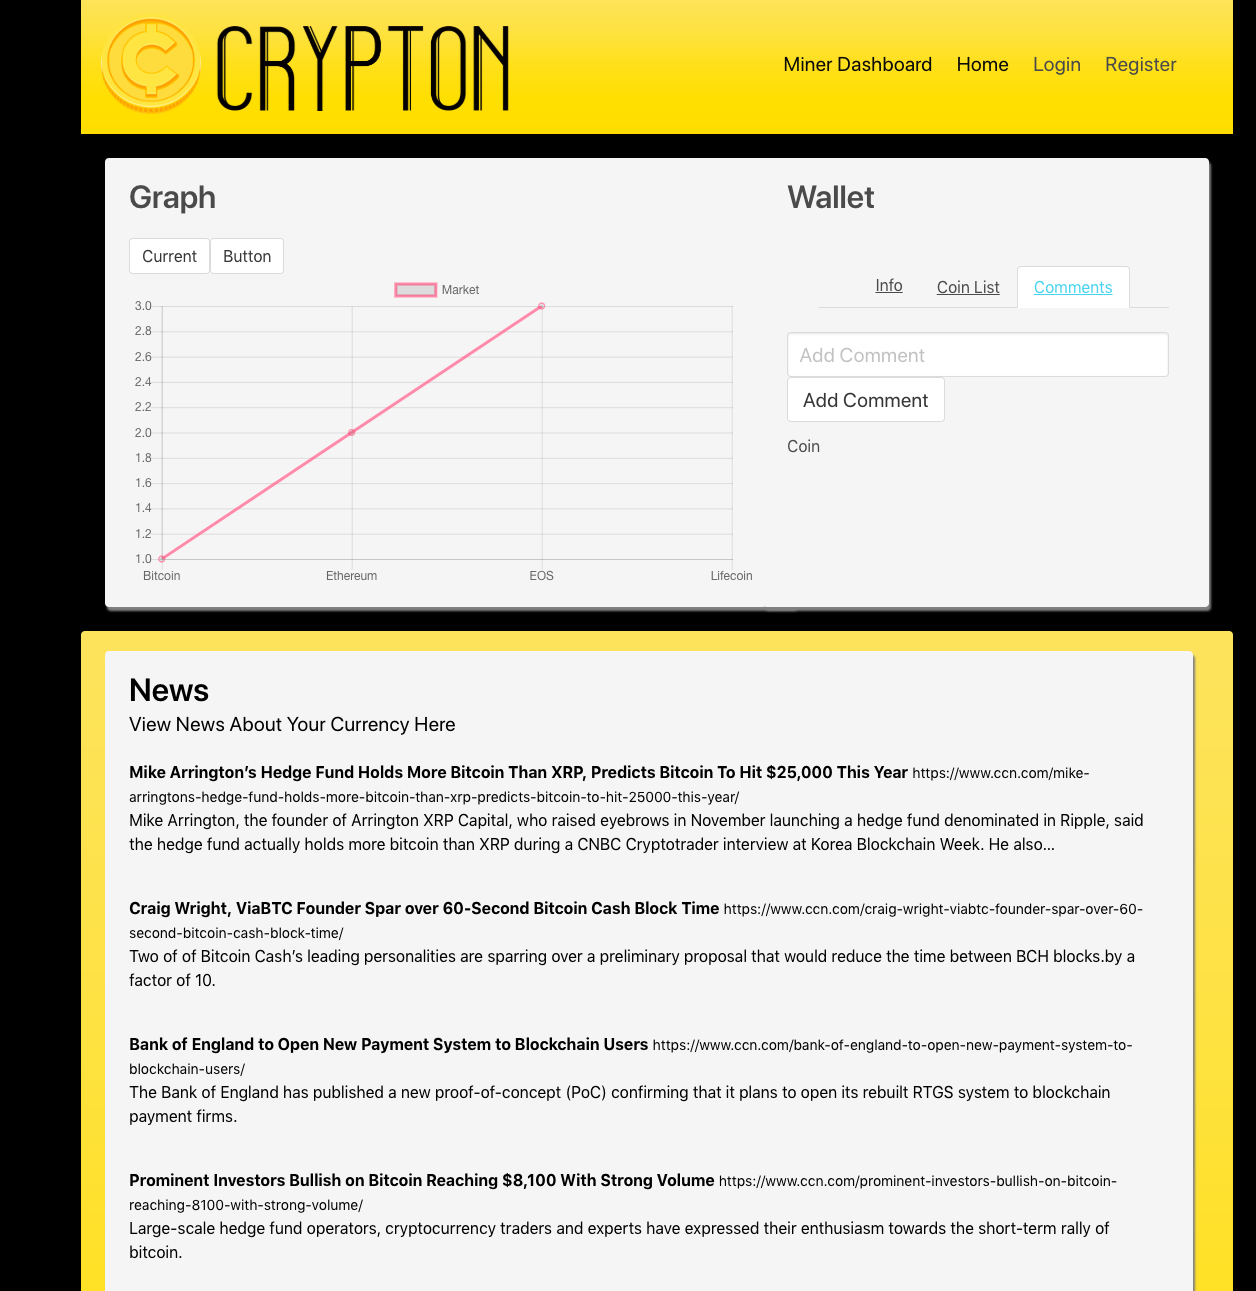 CRYPTON
Miner Dashboard Home Login Register
Graph
Wallet
Current Button
Market
3.0
2.8
2.6
2.4
2.2
2.0
1.8
1.6
1.4
1.2
1.0
Bitcoin Ethereum EOS Lifecoin
Info Coin List Comments
Add Comment
Add Comment
Coin
News
View News About Your Currency Here
Mike Arrington’s Hedge Fund Holds More Bitcoin Than XRP, Predicts Bitcoin To Hit $25,000 This Year https://www.ccn.com/mike-
arringtons-hedge-fund-holds-more-bitcoin-than-xrp-predicts-bitcoin-to-hit-25000-this-year/
Mike Arrington, the founder of Arrington XRP Capital, who raised eyebrows in November launching a hedge fund denominated in Ripple, said
the hedge fund actually holds more bitcoin than XRP during a CNBC Cryptotrader interview at Korea Blockchain Week. He also...
Craig Wright, ViaBTC Founder Spar over 60-Second Bitcoin Cash Block Time https://www.ccn.com/craig-wright-viabtc-founder-spar-over-60-
second-bitcoin-cash-block-time/
Two of of Bitcoin Cash’s leading personalities are sparring over a preliminary proposal that would reduce the time between BCH blocks.by a
factor of 10.
Bank of England to Open New Payment System to Blockchain Users https://www.ccn.com/bank-of-england-to-open-new-payment-system-to-
blockchain-users/
The Bank of England has published a new proof-of-concept (PoC) confirming that it plans to open its rebuilt RTGS system to blockchain
payment firms.
Prominent Investors Bullish on Bitcoin Reaching $8,100 With Strong Volume https://www.ccn.com/prominent-investors-bullish-on-bitcoin-
reaching-8100-with-strong-volume/
Large-scale hedge fund operators, cryptocurrency traders and experts have expressed their enthusiasm towards the short-term rally of
bitcoin.